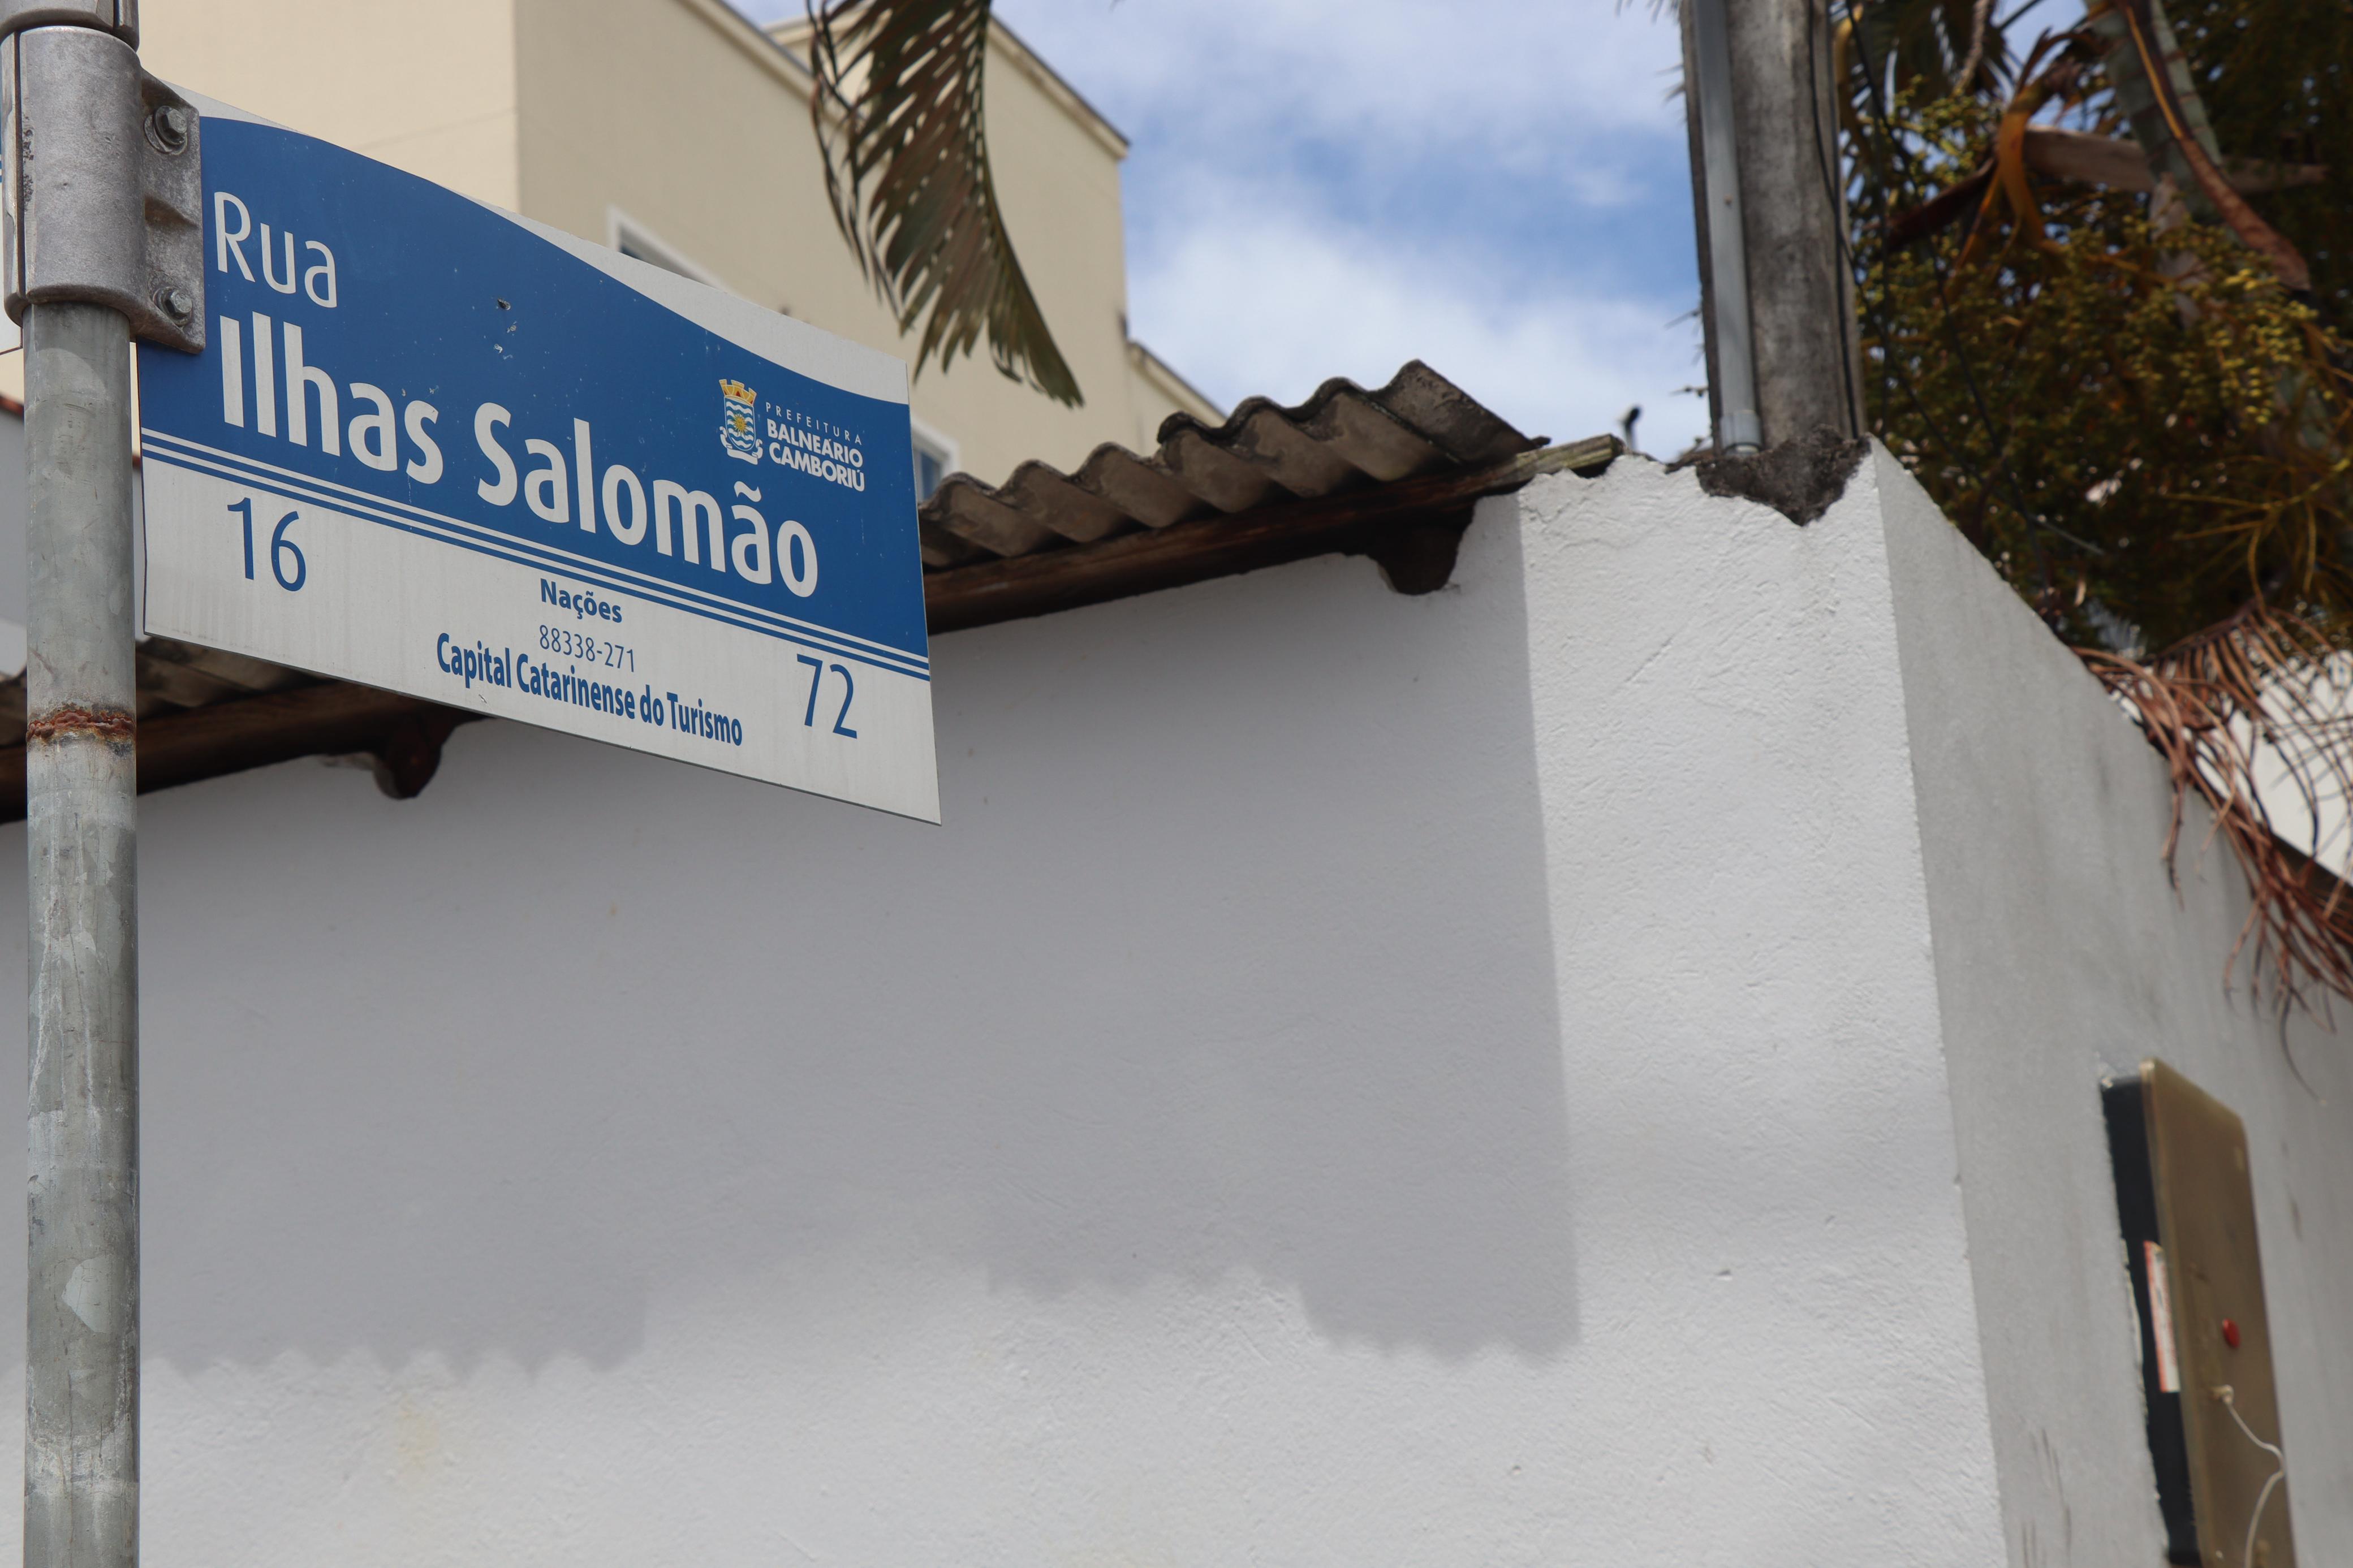 Rua
Ilhas Salomão
PREFEITURA
BALNEÁRIO
CAMBORIÚ
16
Nações
88338-271
Capital Catarinense do Turismo
72